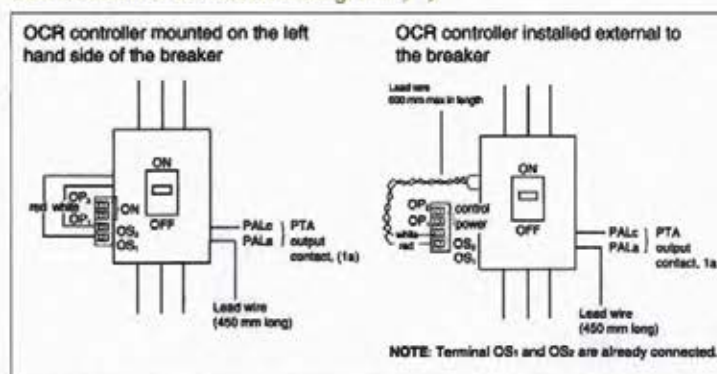 OCR controller mounted on the left
hand side of the breaker
ON
OP₂
red white
OP₁
ON
OS₂
OS₁
OFF
PALc
PALa
PTA
output
contact, (1a)
Lead wire
(450 mm long)
OCR controller installed external to
the breaker
Lead wire
600 mm max in length
ON
OP₂
OP₁
control
power
white
red
OS₂
OS₁
OFF
PALc
PALa
PTA
output
contact, 1a
Lead wire
(450 mm long)
NOTE: Terminal OS₁ and OS₂ are already connected.